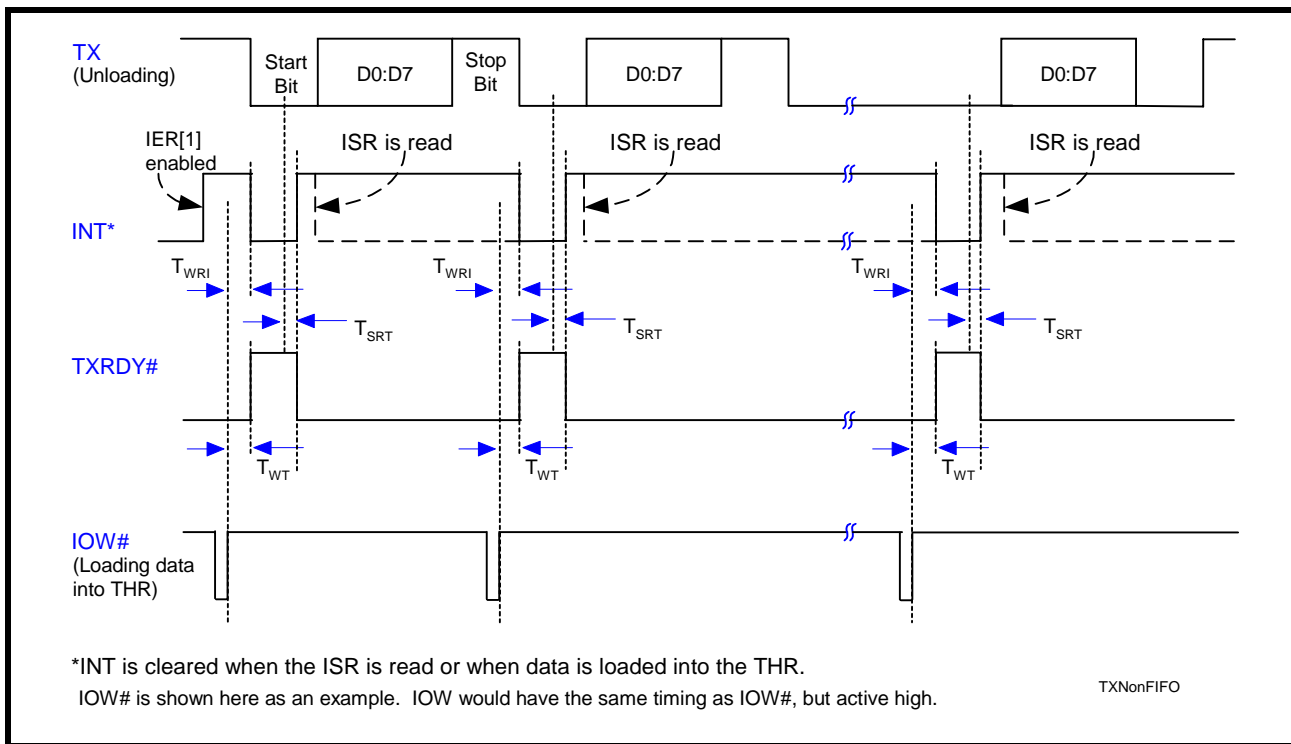 TX
(Unloading)
Start
Bit
D0:D7
Stop
Bit
D0:D7
D0:D7
IER[1]
enabled
ISR is read
ISR is read
ISR is read
INT*
TWRI
TWRI
TWRI
TSRT
TSRT
TSRT
TXRDY#
TWT
TWT
TWT
IOW#
(Loading data
into THR)
*INT is cleared when the ISR is read or when data is loaded into the THR.
IOW# is shown here as an example. IOW would have the same timing as IOW#, but active high.
TXNonFIFO